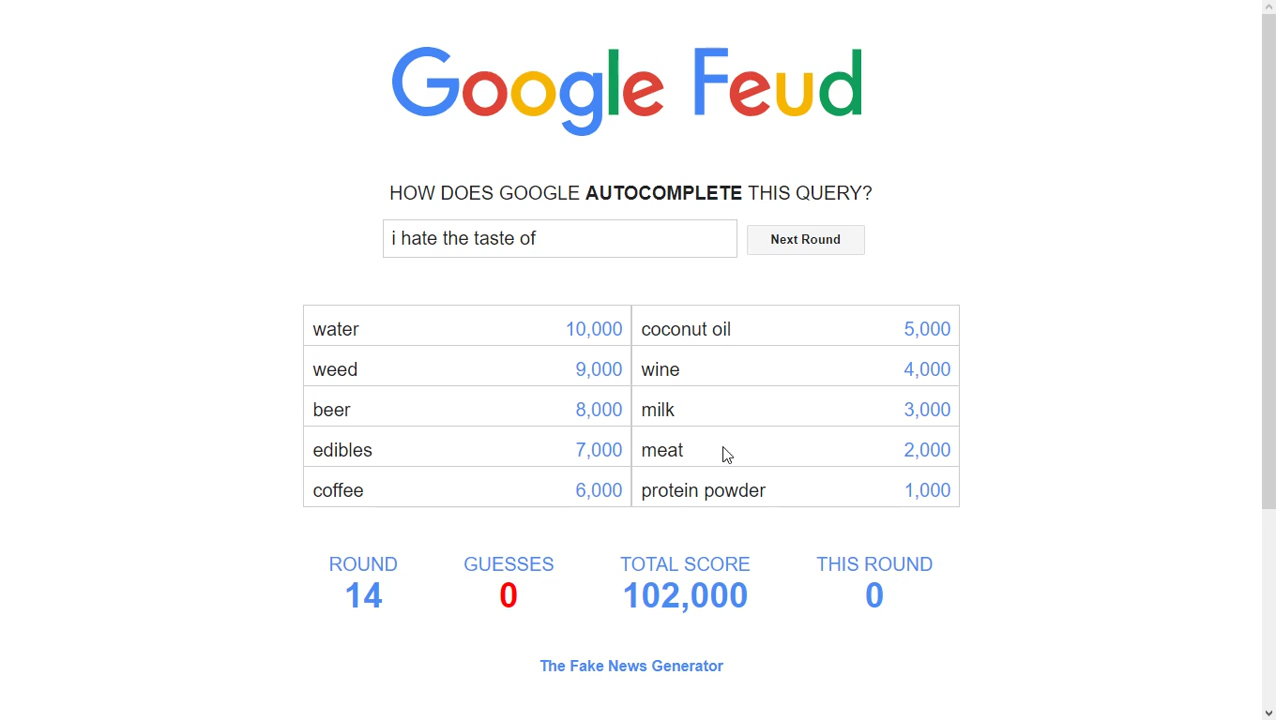 Google Feud
HOW DOES GOOGLE AUTOCOMPLETE THIS QUERY?
i hate the taste of
Next Round
water 10,000 coconut oil 5,000
weed 9,000 wine 4,000
beer 8,000 milk 3,000
edibles 7,000 meat 2,000
coffee 6,000 protein powder 1,000
ROUND GUESSES TOTAL SCORE THIS ROUND
14 0 102,000 0
The Fake News Generator